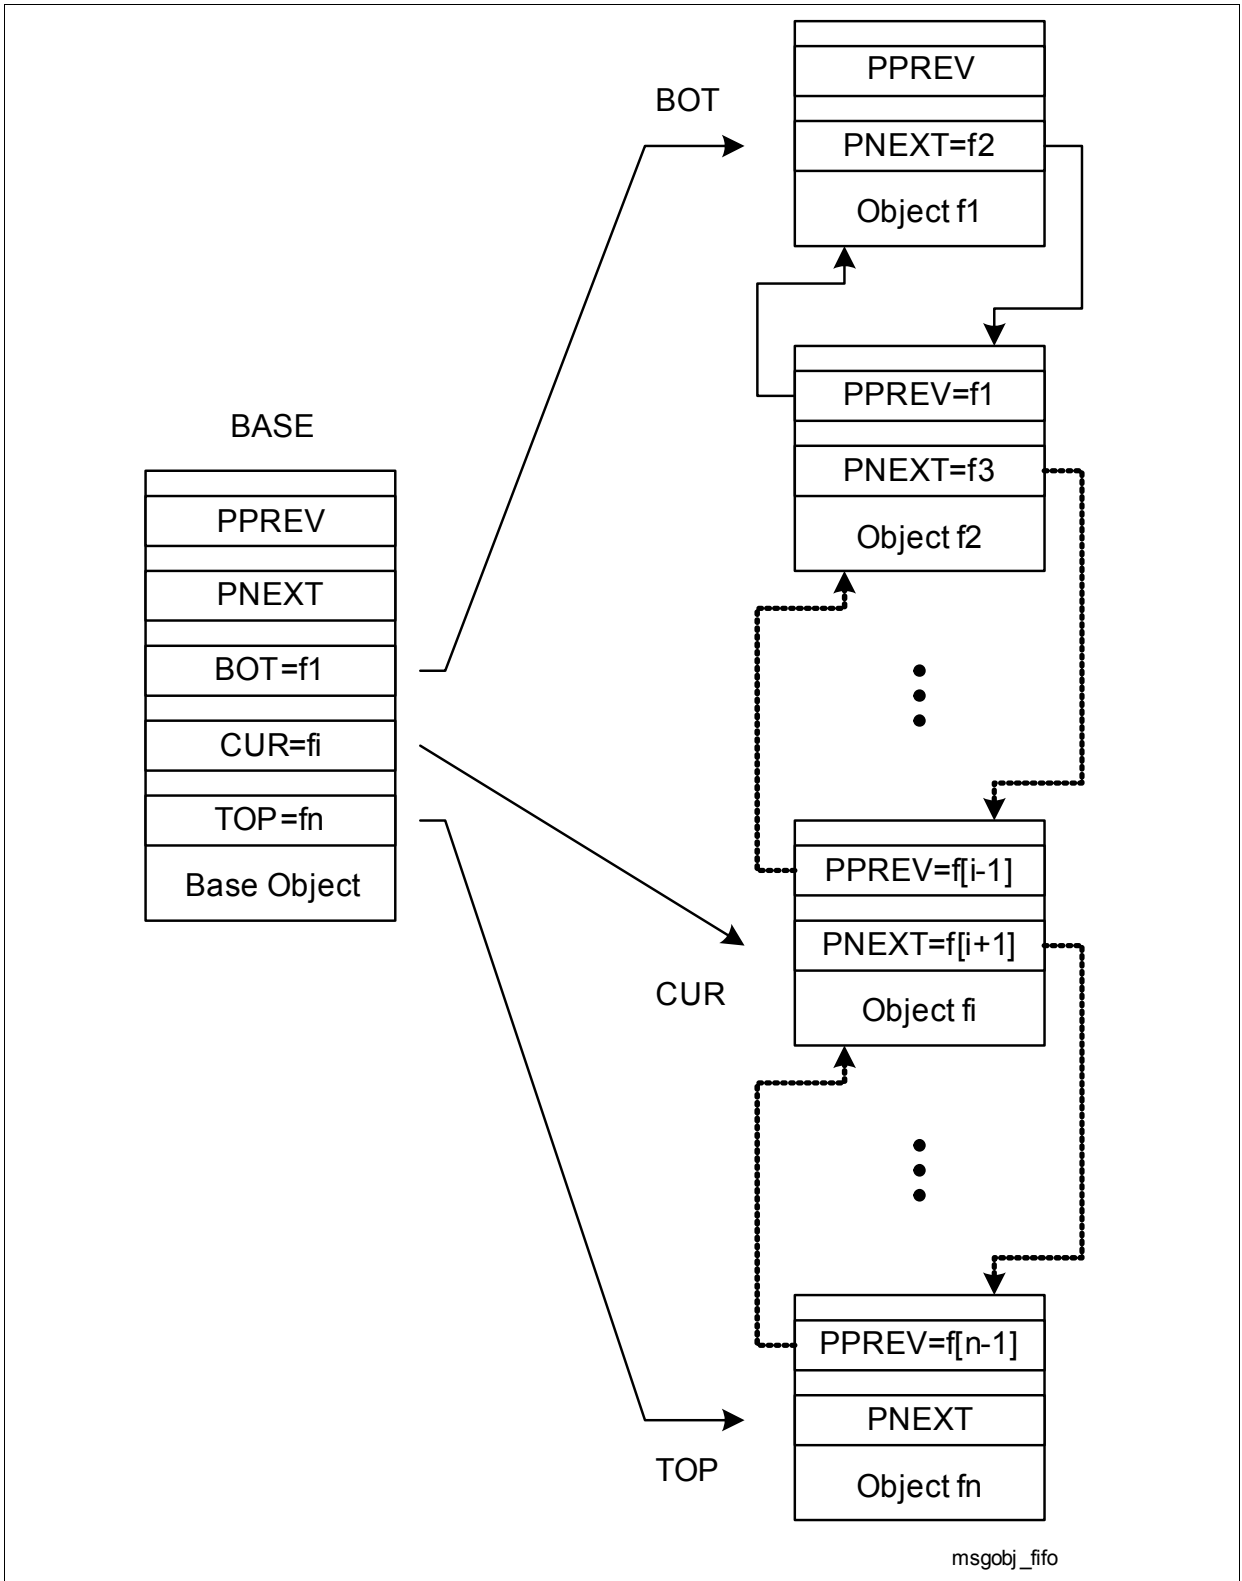 BOT
PPREV
PNEXT=f2
Object f1
BASE
PPREV
PNEXT
BOT=f1
CUR=fi
TOP=fn
Base Object
PPREV=f1
PNEXT=f3
Object f2
CUR
PPREV=f[i-1]
PNEXT=f[i+1]
Object fi
TOP
PPREV=f[n-1]
PNEXT
Object fn
msgobj_fifo